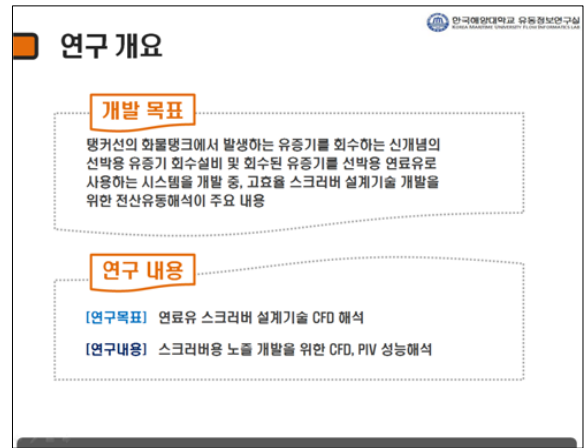 한국해양대학교 유동정보연구실
KOREA MARITIME UNIVERSITY FLOW INFORMATICS LAB
연구 개요
개발 목표
탱커선의 화물탱크에서 발생하는 유증기를 회수하는 신개념의
선박용 유증기 회수설비 및 회수된 유증기를 선박용 연료유로
사용하는 시스템을 개발 중, 고효율 스크러버 설계기술 개발을
위한 전산유동해석이 주요 내용
연구 내용
[연구목표] 연료유 스크러버 설계기술 CFD 해석
[연구내용] 스크러버용 노즐 개발을 위한 CFD, PIV 성능해석